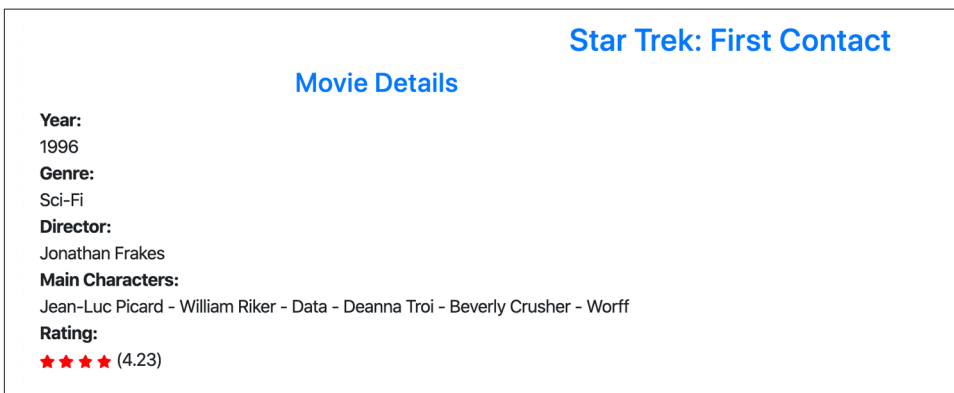 Star Trek: First Contact
Movie Details
Year:
1996
Genre:
Sci-Fi
Director:
Jonathan Frakes
Main Characters:
Jean-Luc Picard - William Riker - Data - Deanna Troi - Beverly Crusher - Worff
Rating:
(4.23)